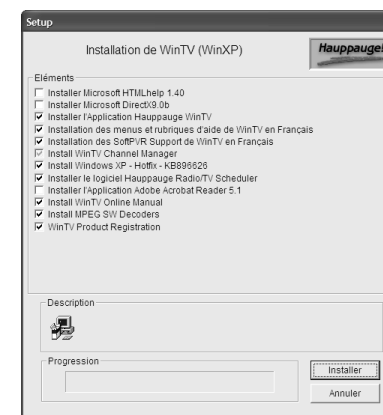 Setup
Installation de WinTV (WinXP)
Hauppauge!
Eléments
Installer Microsoft HTMLhelp 1.40
Installer Microsoft DirectX9.0b
Installer l'Application Hauppauge WinTV
Installation des menus et rubriques d'aide de WinTV en Français
Installation des SoftPVR Support de WinTV en Français
Install WinTV Channel Manager
Install Windows XP - Hotfix - KB896626
Installer le logiciel Hauppauge Radio/TV Scheduler
Installer l'Application Adobe Acrobat Reader 5.1
Install WinTV Online Manual
Install MPEG SW Decoders
WinTV Product Registration
Description
Progression
Installer
Annuler